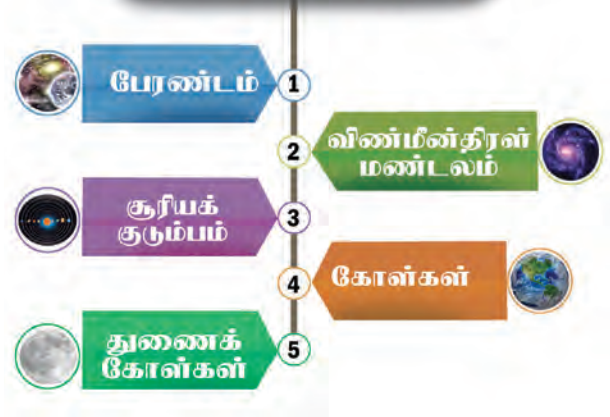 பேரண்டம்
1
2
விண்மீன்திரள்
மண்டலம்
சூரியக்
குடும்பம்
3
4
கோள்கள்
துணைக்
கோள்கள்
5